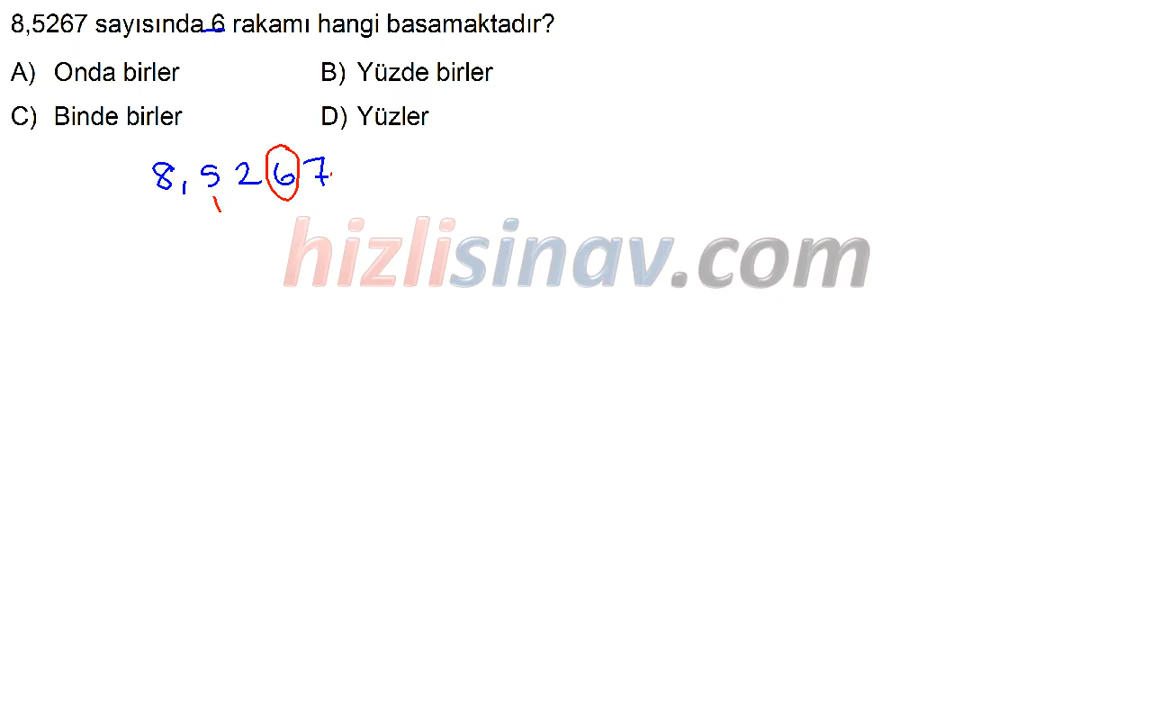 8,5267 sayısında 6 rakamı hangi basamaktadır?
A) Onda birler B) Yüzde birler
C) Binde birler D) Yüzler
8,5267
hizlisinav.com